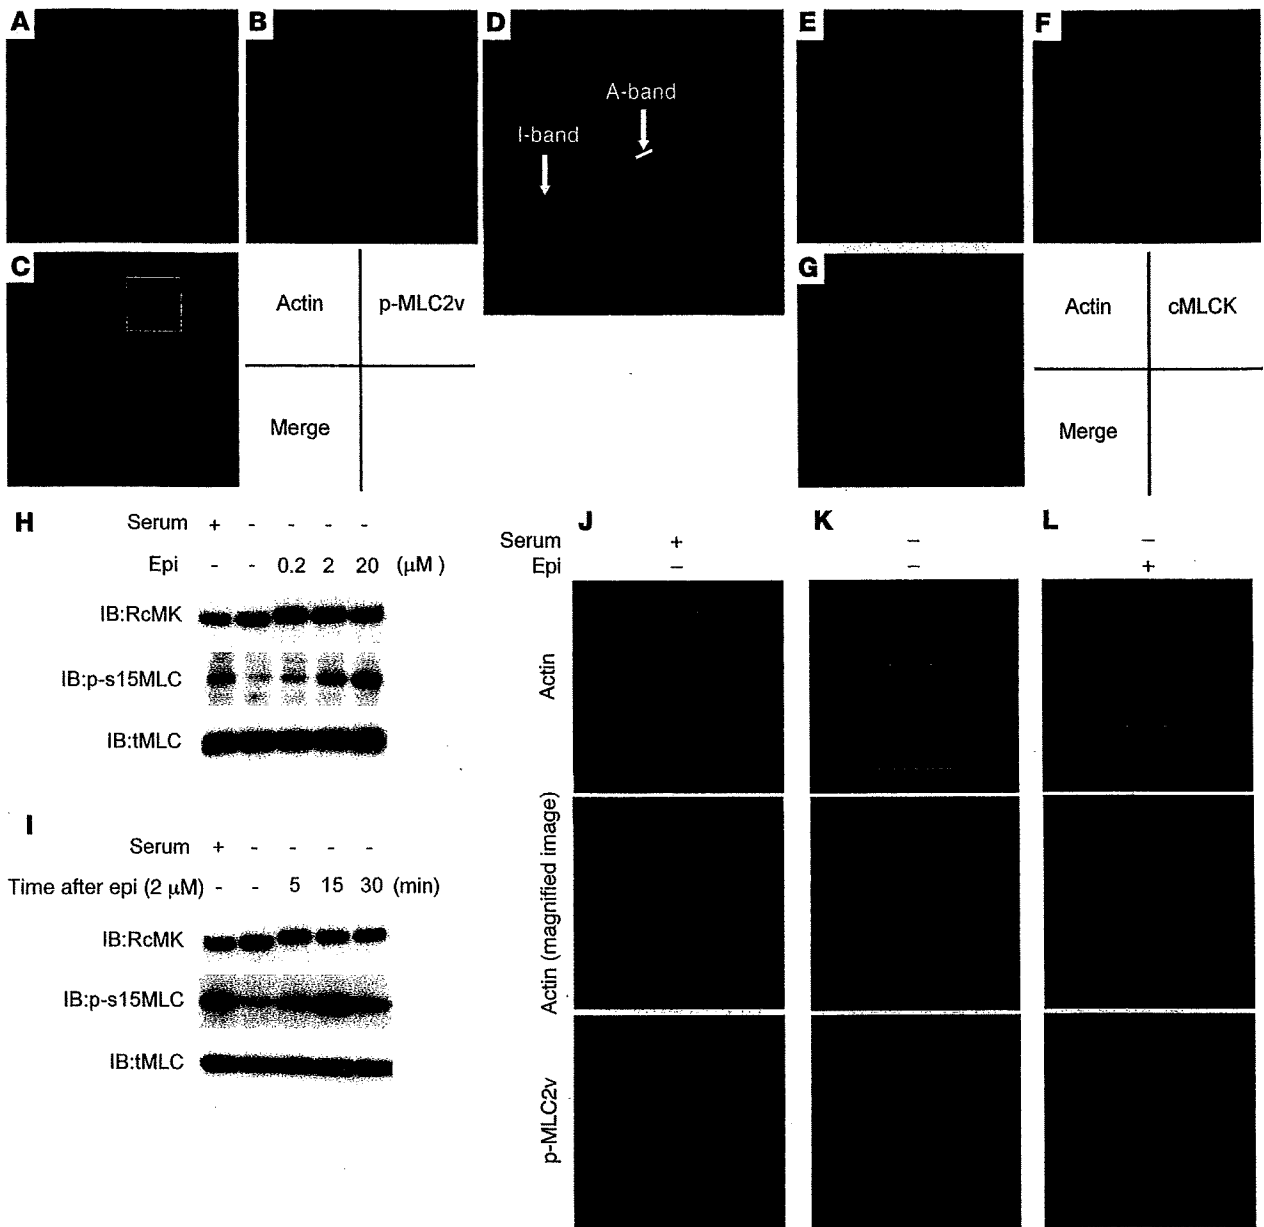 A
B
D
E
F
A-band
I-band
C
Actin
p-MLC2v
Merge
G
Actin
cMLCK
Merge
H
Serum + - - - -
Epi - - 0.2 2 20 (μM )
IB:RcMK
IB:p-s15MLC
IB:tMLC
I
Serum + - - - -
Time after epi (2 μM) - - 5 15 30 (min)
IB:RcMK
IB:p-s15MLC
IB:tMLC
J
K
L
Serum + − −
Epi − − +
Actin
Actin (magnified image)
p-MLC2v